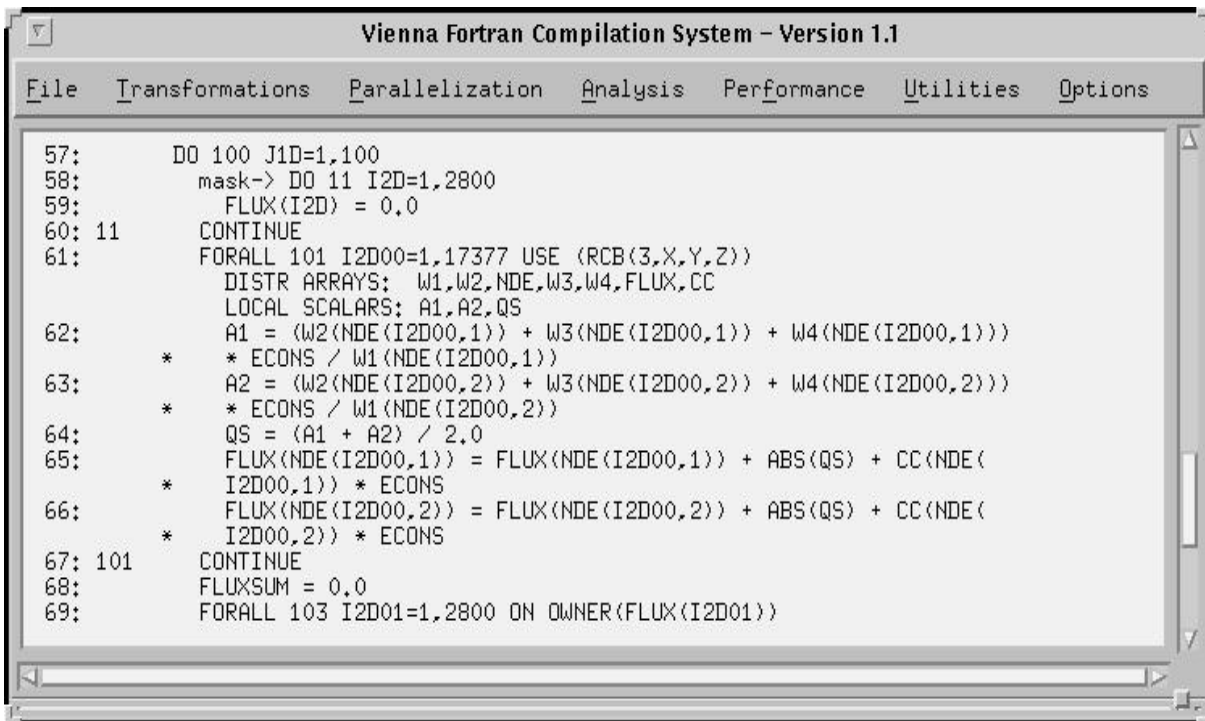 Vienna Fortran Compilation System – Version 1.1
File Transformations Parallelization Analysis Performance Utilities Options
57: DO 100 J1D=1,100
58: mask-> DO 11 I2D=1,2800
59: FLUX(I2D) = 0.0
60: 11 CONTINUE
61: FORALL 101 I2D00=1,17377 USE (RCB(3,X,Y,Z))
DISTR ARRAYS: W1,W2,NDE,W3,W4,FLUX,CC
LOCAL SCALARS: A1,A2,QS
62: A1 = (W2(NDE(I2D00,1)) + W3(NDE(I2D00,1)) + W4(NDE(I2D00,1)))
* * ECONS / W1(NDE(I2D00,1))
63: A2 = (W2(NDE(I2D00,2)) + W3(NDE(I2D00,2)) + W4(NDE(I2D00,2)))
* * ECONS / W1(NDE(I2D00,2))
64: QS = (A1 + A2) / 2.0
65: FLUX(NDE(I2D00,1)) = FLUX(NDE(I2D00,1)) + ABS(QS) + CC(NDE(
* I2D00,1)) * ECONS
66: FLUX(NDE(I2D00,2)) = FLUX(NDE(I2D00,2)) + ABS(QS) + CC(NDE(
* I2D00,2)) * ECONS
67: 101 CONTINUE
68: FLUXSUM = 0.0
69: FORALL 103 I2D01=1,2800 ON OWNER(FLUX(I2D01))